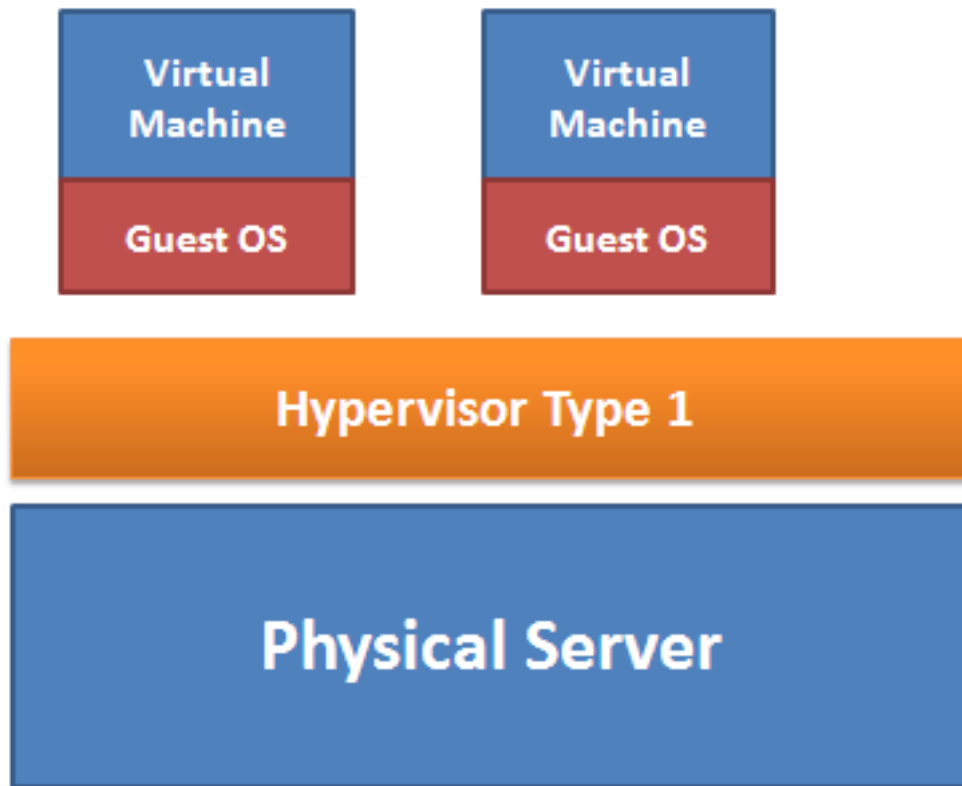 Virtual
Machine
Guest OS
Virtual
Machine
Guest OS
Hypervisor Type 1
Physical Server